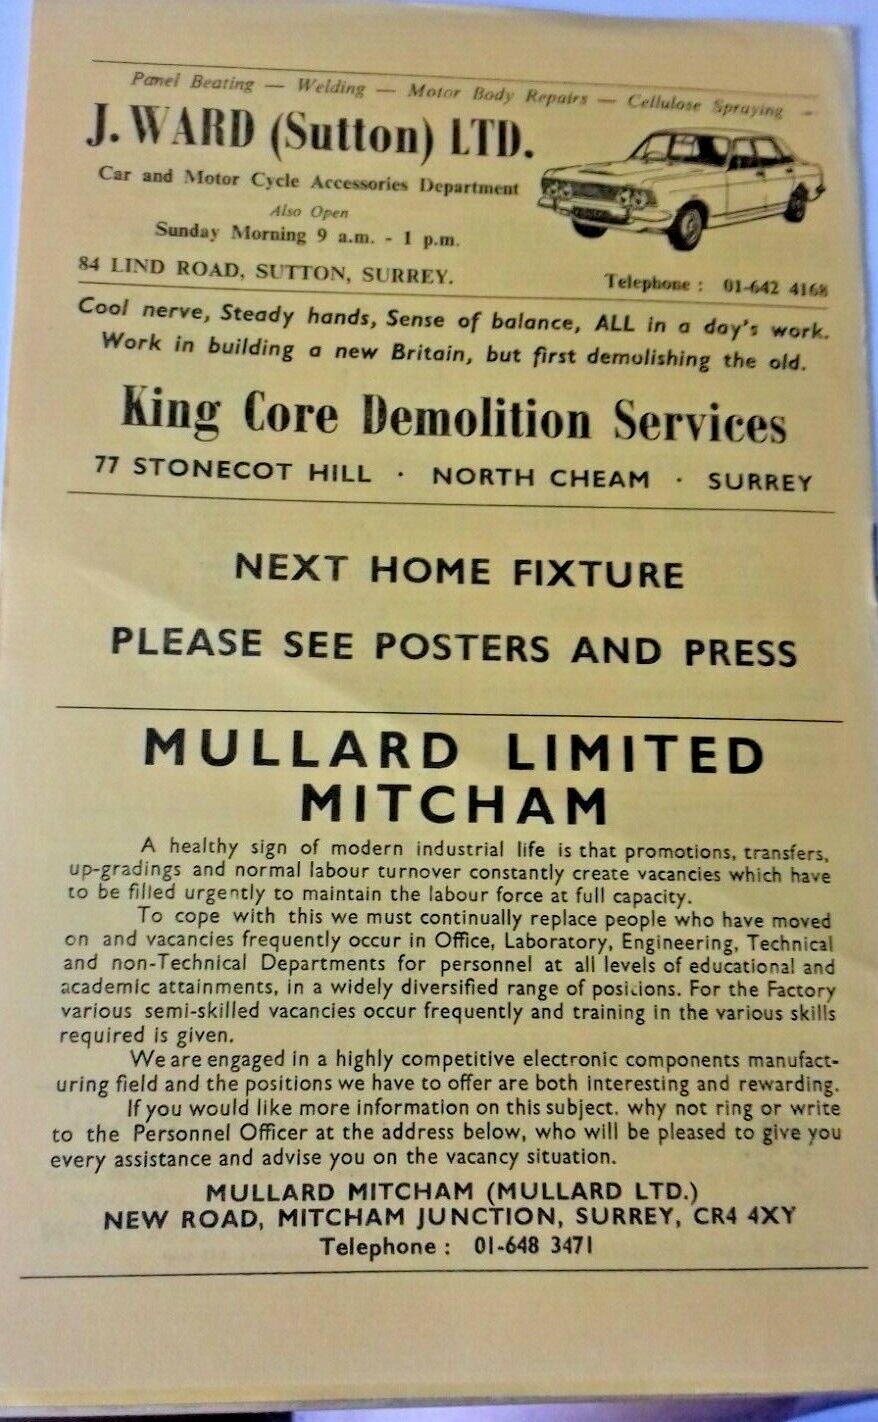 Panel Beating — Welding — Motor Body Repairs — Cellulose Spraying —
J. WARD (Sutton) LTD.
Car and Motor Cycle Accessories Department
Also Open
Sunday Morning 9 a.m. - 1 p.m.
84 LIND ROAD, SUTTON, SURREY.
Telephone : 01-642 4168
Cool nerve, Steady hands, Sense of balance, ALL in a day's work.
Work in building a new Britain, but first demolishing the old.
King Core Demolition Services
77 STONECOT HILL · NORTH CHEAM · SURREY
NEXT HOME FIXTURE
PLEASE SEE POSTERS AND PRESS
MULLARD LIMITED
MITCHAM
A healthy sign of modern industrial life is that promotions, transfers,
up-gradings and normal labour turnover constantly create vacancies which have
to be filled urgently to maintain the labour force at full capacity.
To cope with this we must continually replace people who have moved
on and vacancies frequently occur in Office, Laboratory, Engineering, Technical
and non-Technical Departments for personnel at all levels of educational and
academic attainments, in a widely diversified range of positions. For the Factory
various semi-skilled vacancies occur frequently and training in the various skills
required is given.
We are engaged in a highly competitive electronic components manufact-
uring field and the positions we have to offer are both interesting and rewarding.
If you would like more information on this subject. why not ring or write
to the Personnel Officer at the address below, who will be pleased to give you
every assistance and advise you on the vacancy situation.
MULLARD MITCHAM (MULLARD LTD.)
NEW ROAD, MITCHAM JUNCTION, SURREY, CR4 4XY
Telephone : 01-648 3471